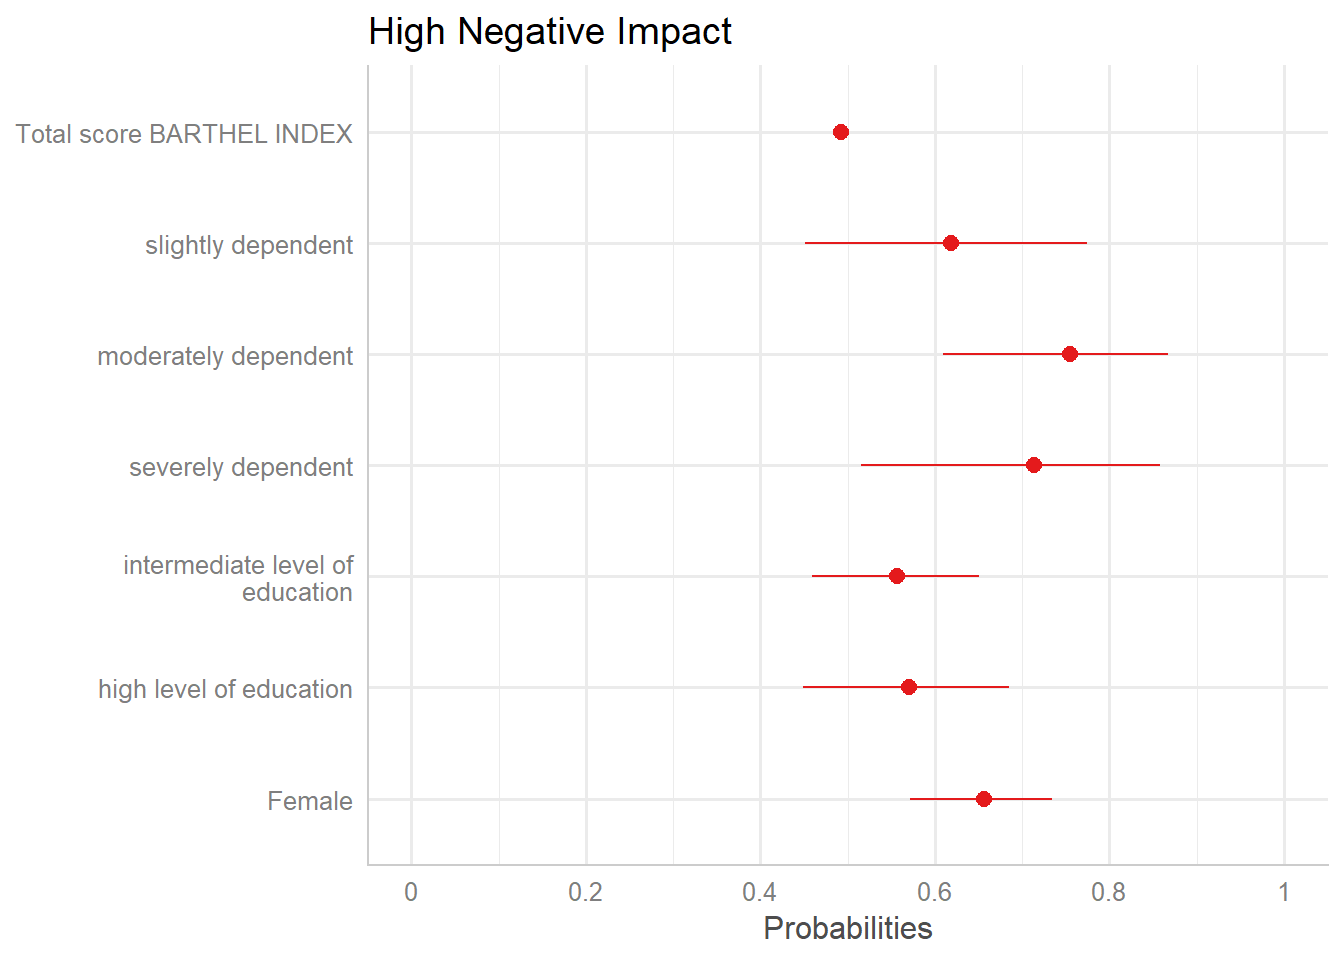 High Negative Impact
Total score BARTHEL INDEX
slightly dependent
moderately dependent
severely dependent
intermediate level of
education
high level of education
Female
0 0.2 0.4 0.6 0.8 1
Probabilities